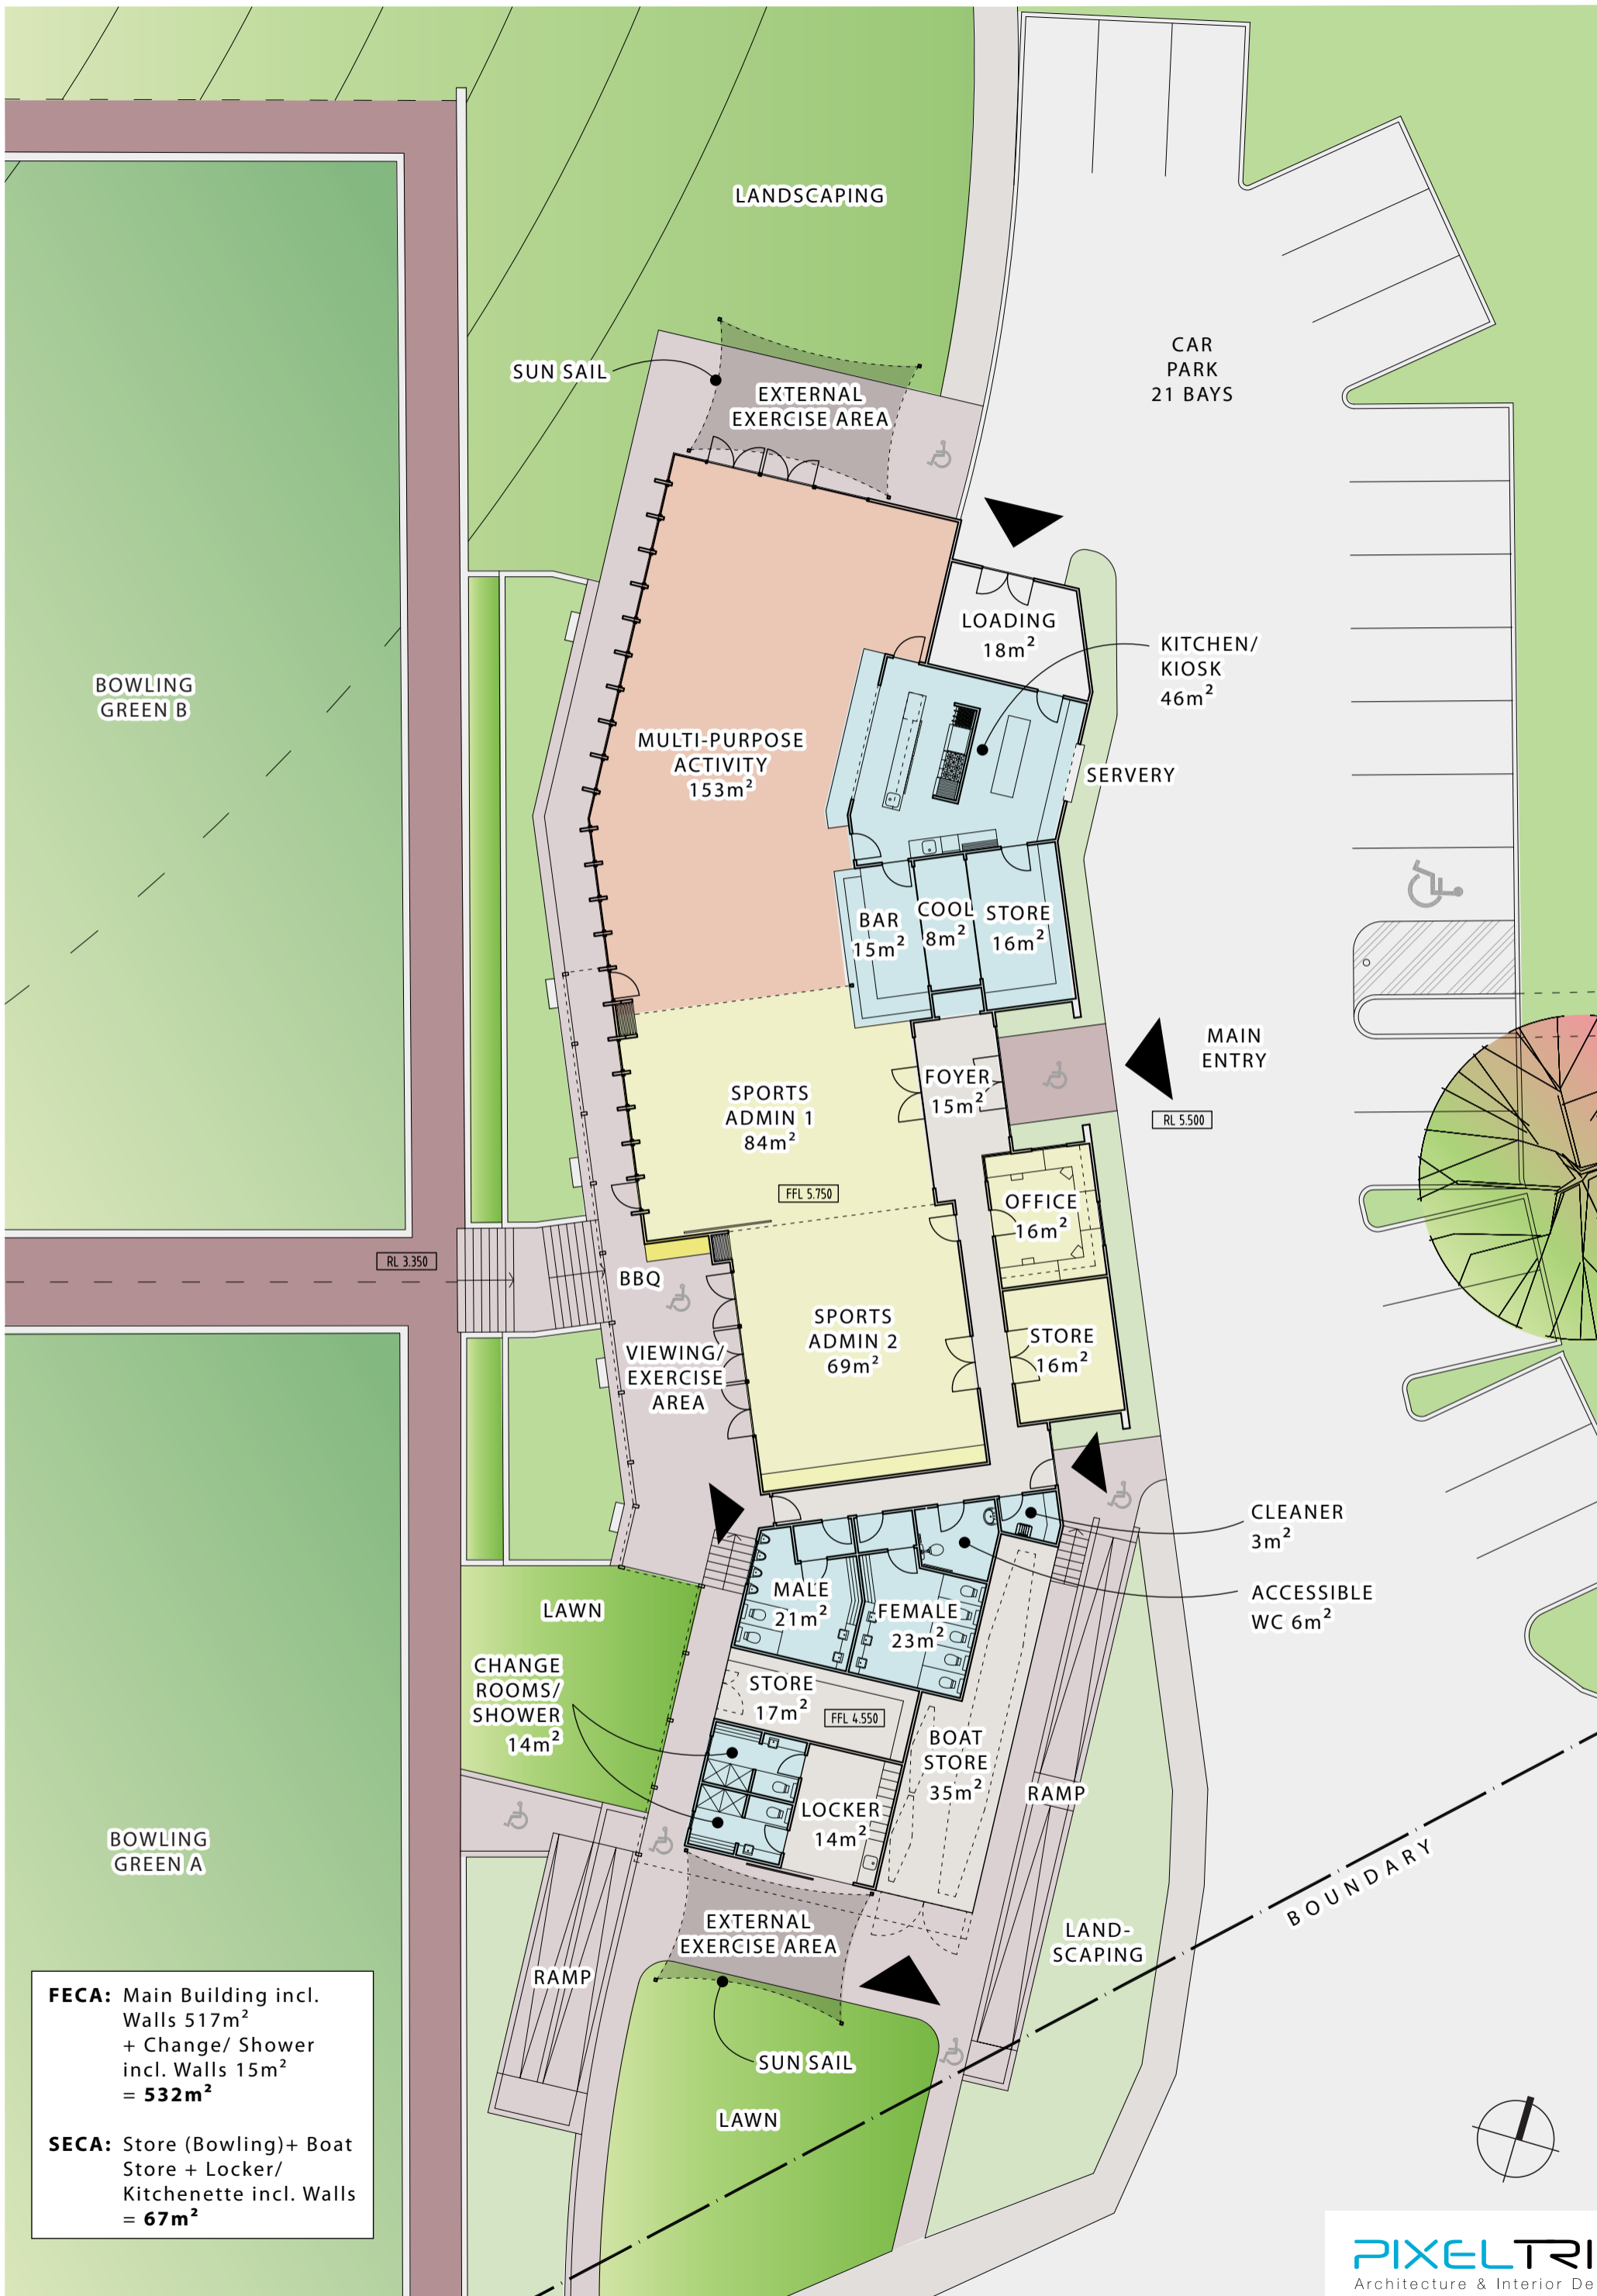 LANDSCAPING
CAR
PARK
21 BAYS
SUN SAIL
EXTERNAL
EXERCISE AREA
LOADING
18m²
KITCHEN/
KIOSK
46m²
BOWLING
GREEN B
MULTI-PURPOSE
ACTIVITY
153m²
SERVERY
BAR
15m²
COOL
8m²
STORE
16m²
MAIN
ENTRY
RL 5.500
FOYER
15m²
SPORTS
ADMIN 1
84m²
FFL 5.750
OFFICE
16m²
RL 3.350
BBQ
VIEWING/
EXERCISE
AREA
SPORTS
ADMIN 2
69m²
STORE
16m²
CLEANER
3m²
ACCESSIBLE
WC 6m²
LAWN
MALE
21m²
FEMALE
23m²
CHANGE
ROOMS/
SHOWER
14m²
STORE
17m²
FFL 4.550
BOAT
STORE
35m²
RAMP
LOCKER
14m²
BOWLING
GREEN A
BOUNDARY
EXTERNAL
EXERCISE AREA
LAND-
SCAPING
RAMP
SUN SAIL
LAWN
FECA: Main Building incl.
Walls 517m²
+ Change/ Shower
incl. Walls 15m²
= 532m²
SECA: Store (Bowling)+ Boat
Store + Locker/
Kitchenette incl. Walls
= 67m²
PIXELTRI
Architecture & Interior De